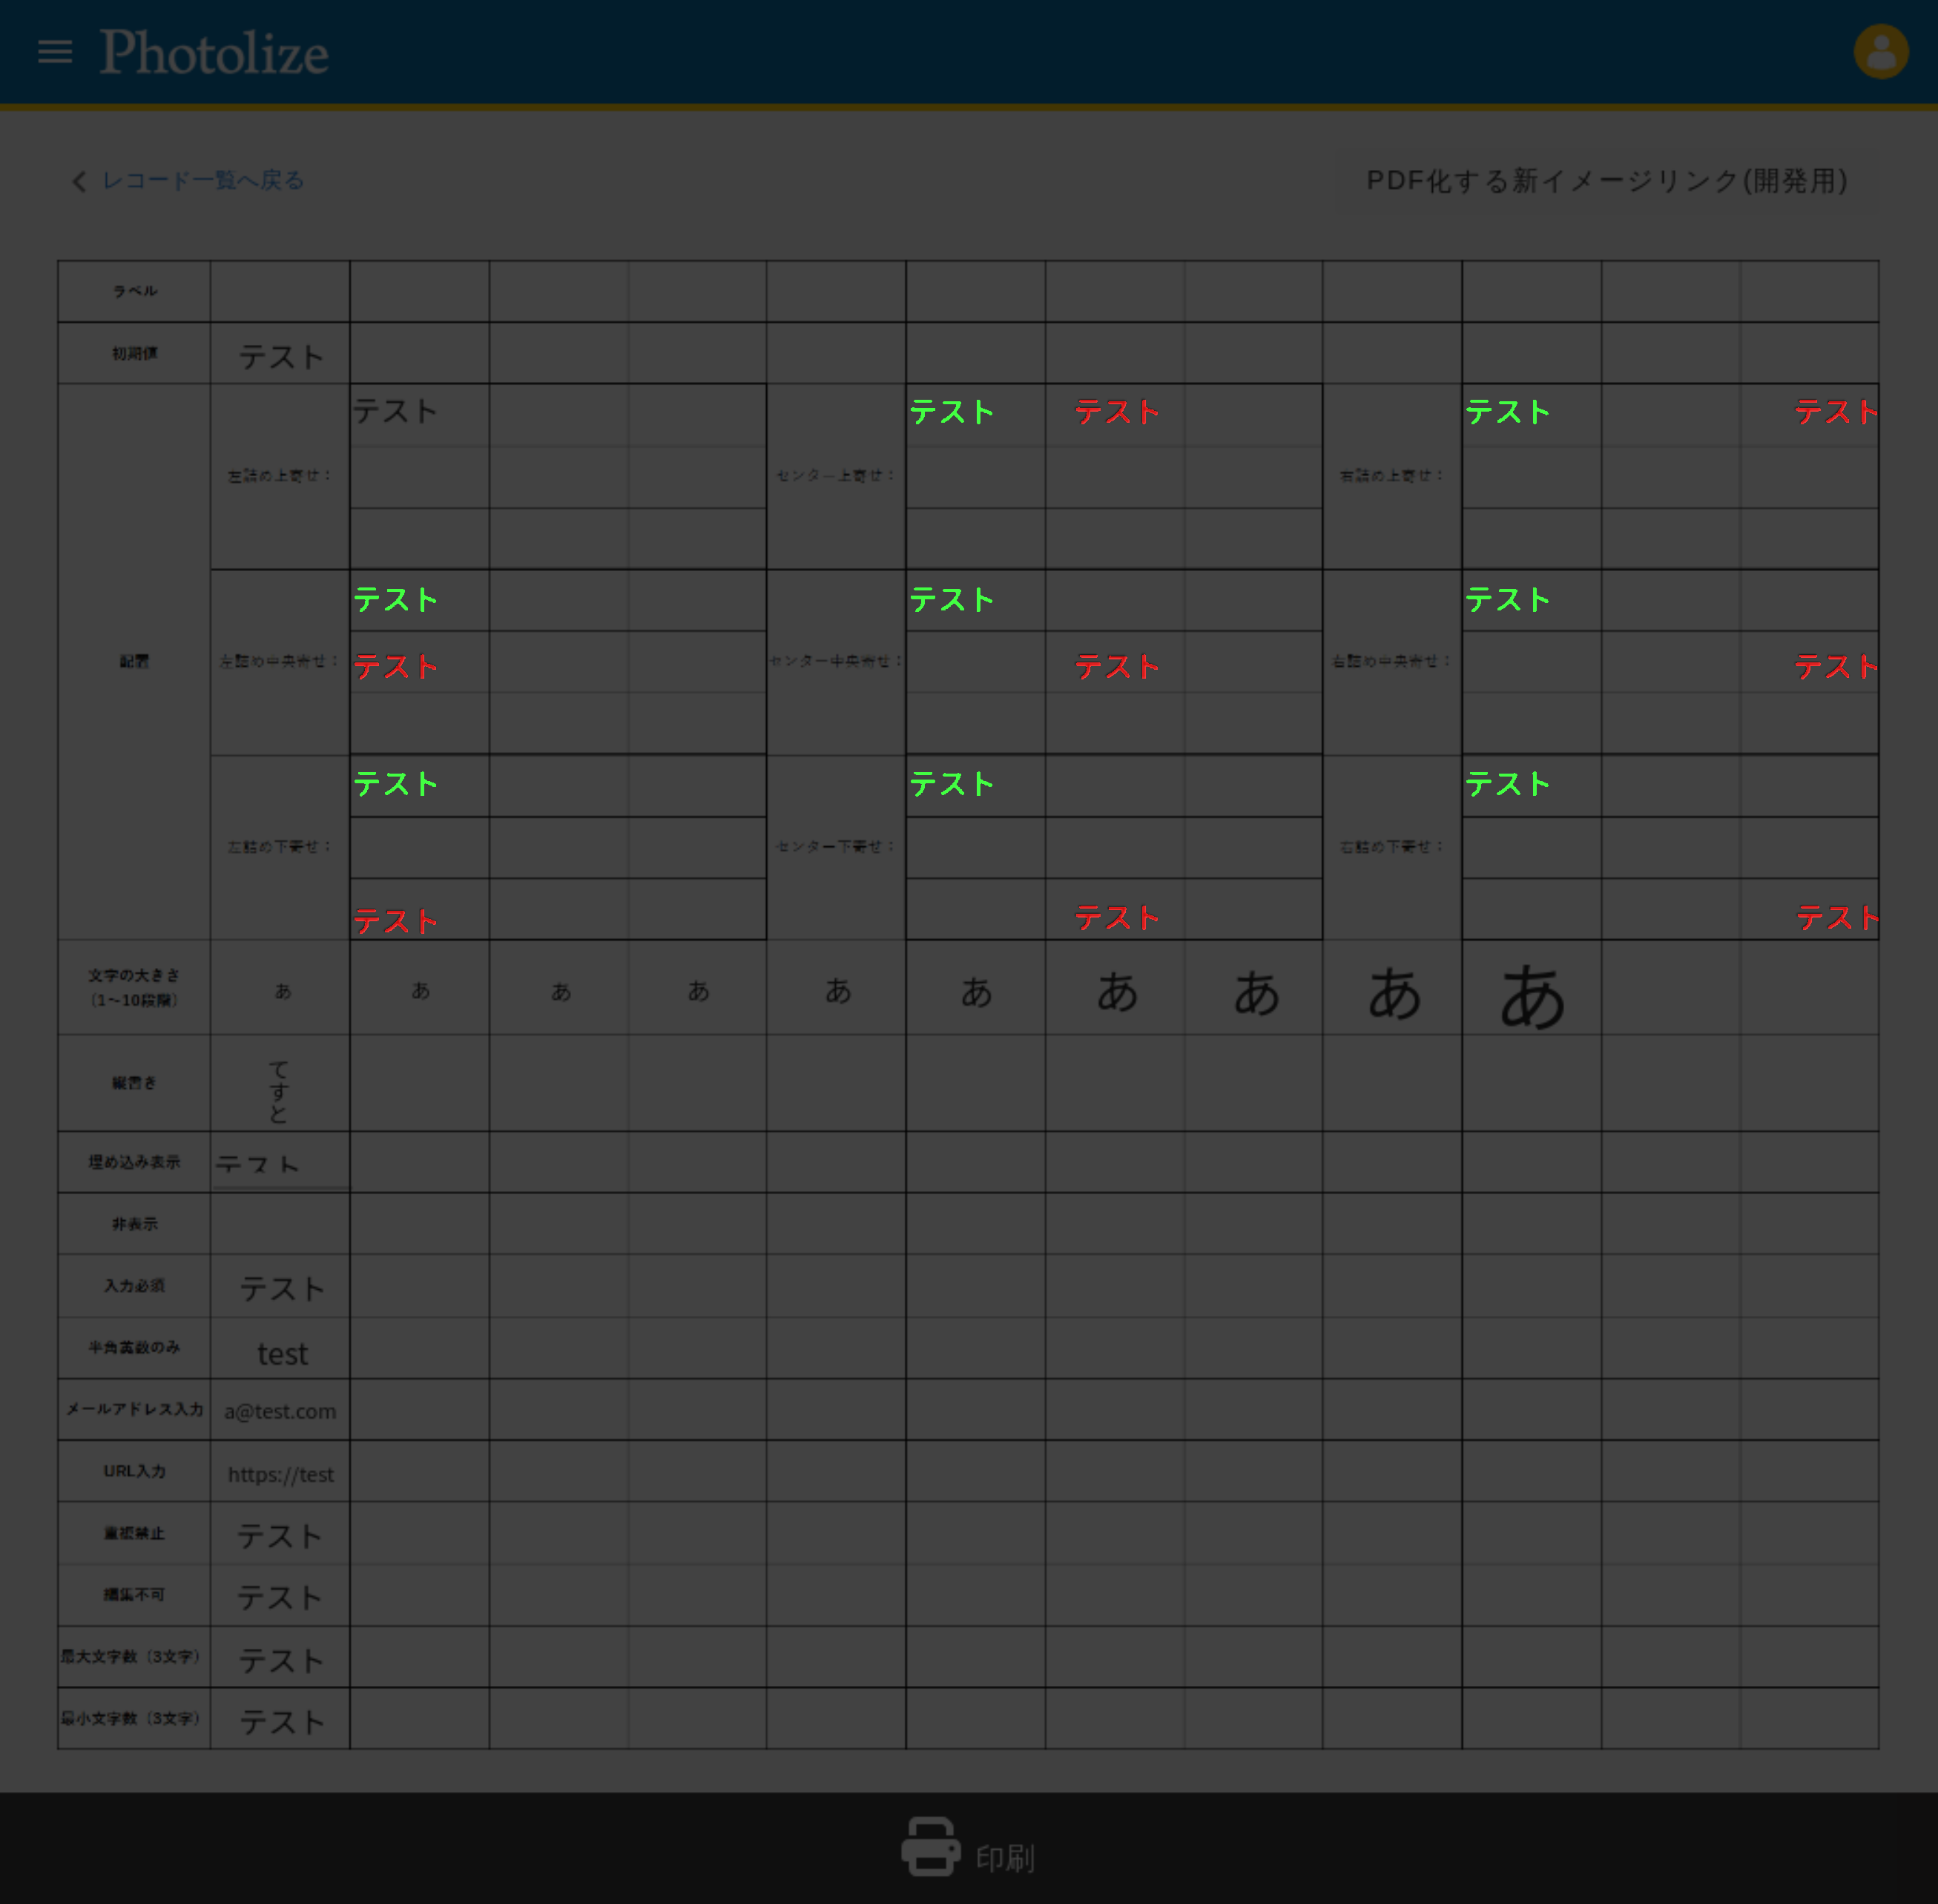 Photolize
レコード一覧へ戻る
PDF化する新イメージリンク(開発用)
ラベル
初期値 テスト
テスト テスト テスト テスト テスト
左詰め上寄せ： センター上寄せ： 右詰め上寄せ：
テスト テスト テスト
配置 左詰め中央寄せ： テスト センター中央寄せ： テスト 右詰め中央寄せ： テスト
テスト テスト テスト
左詰め下寄せ： センター下寄せ： 右詰め下寄せ：
テスト テスト テスト
文字の大きさ
（1〜10段階） あ あ あ あ あ あ あ あ あ あ
縦書き てすと
埋め込み表示 テスト
非表示
入力必須 テスト
半角英数のみ test
メールアドレス入力 a@test.com
URL入力 https://test
重複禁止 テスト
編集不可 テスト
最大文字数（3文字） テスト
最小文字数（3文字） テスト
印刷